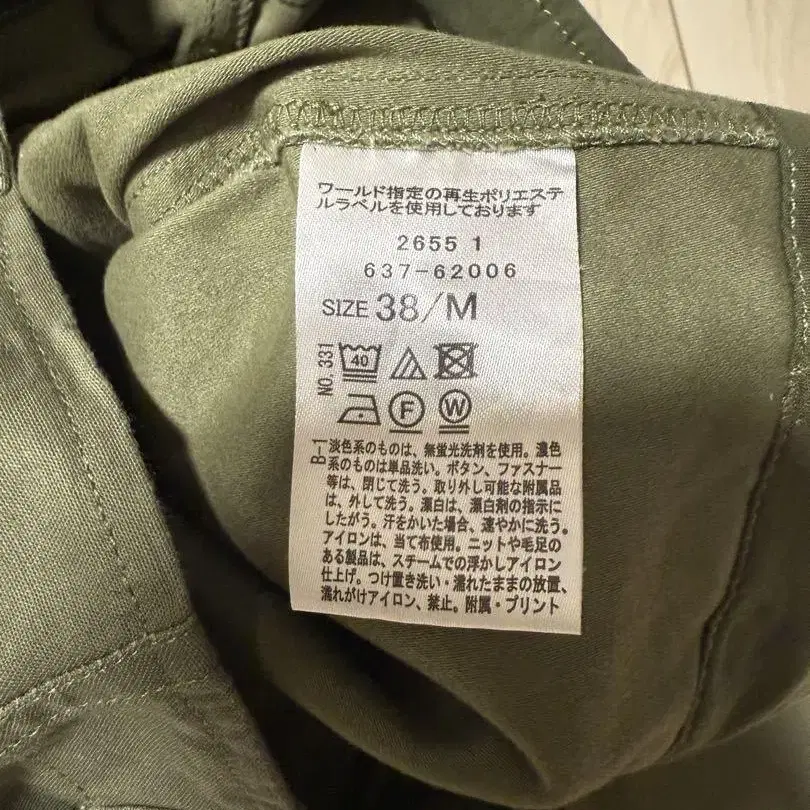 ワールド指定の再生ポリエステ
ルラベルを使用しております
2655 1
637-62006
SIZE 38/M
NO.331
40
F
W
B-1
淡色系のものは、無蛍光洗剤を使用。濃色
系のものは単品洗い。ボタン、ファスナー
等は、閉じて洗う。取り外し可能な附属品
は、外して洗う。漂白は、漂白剤の指示に
したがう。汗をかいた場合、速やかに洗う。
アイロンは、当て布使用。ニットや毛足の
ある製品は、スチームでの浮かしアイロン
仕上げ。つけ置き洗い・濡れたままの放置、
濡れがけアイロン、禁止。附属・プリント